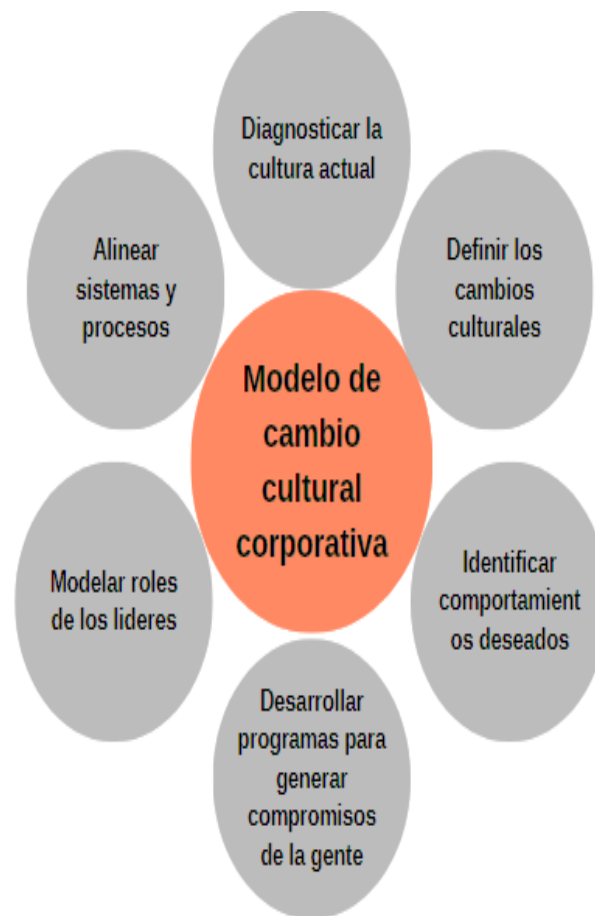 Diagnosticar la
cultura actual
Definir los
cambios
culturales
Identificar
comportamient
os deseados
Desarrollar
programas para
generar
compromisos
de la gente
Modelar roles
de los lideres
Alinear
sistemas y
procesos
Modelo de
cambio
cultural
corporativa